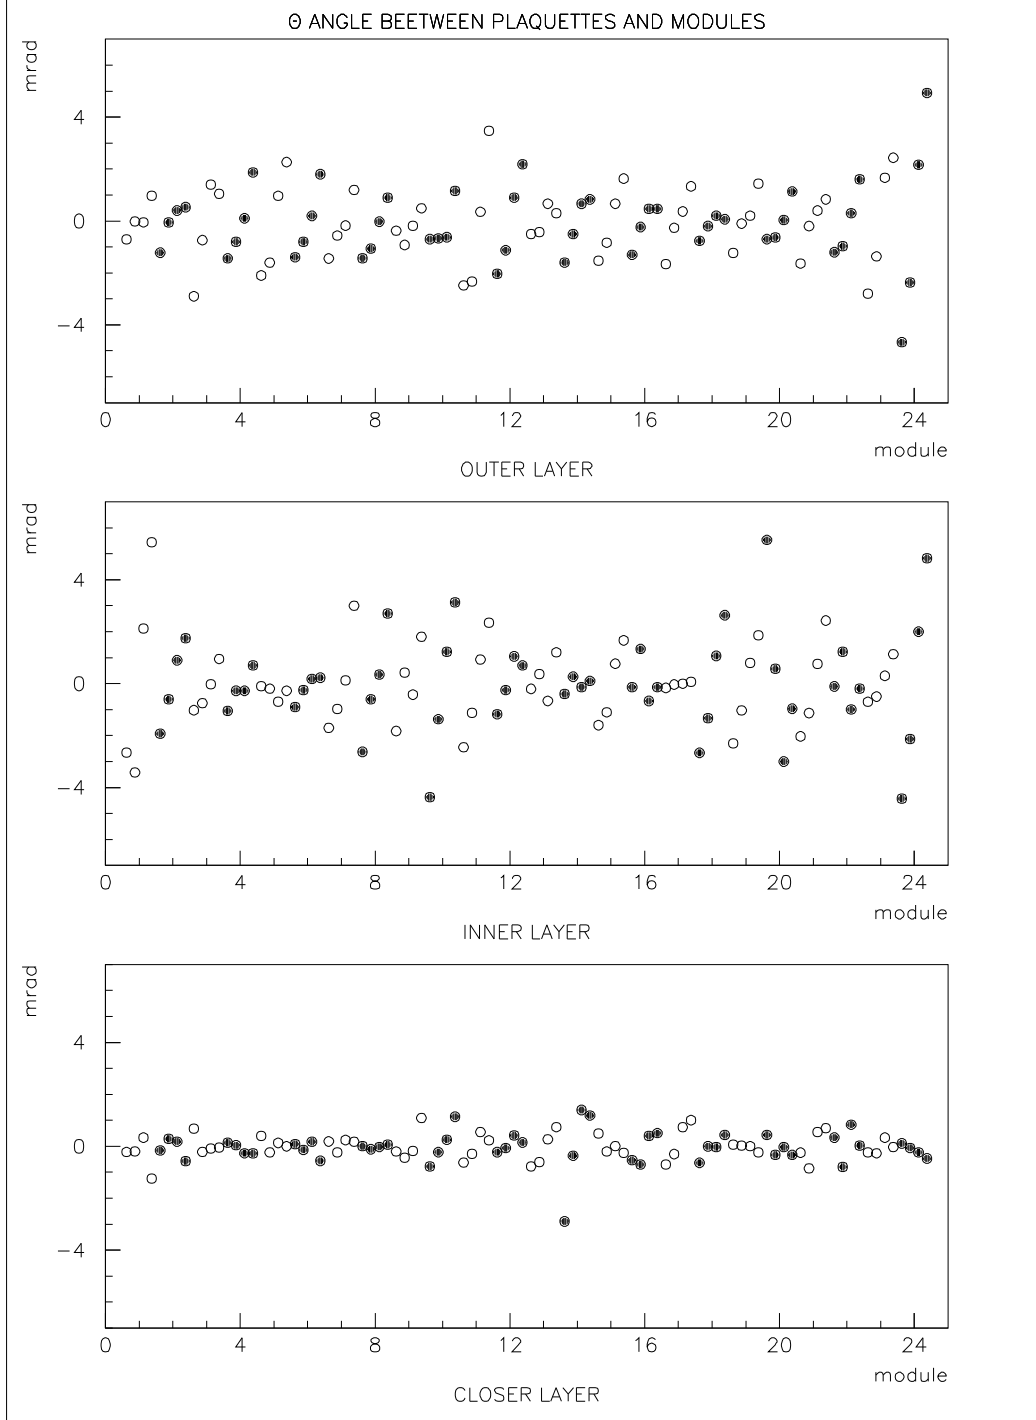 Θ ANGLE BEETWEEN PLAQUETTES AND MODULES
mrad
4
0
−4
0 4 8 12 16 20 24
module
OUTER LAYER
mrad
4
0
−4
0 4 8 12 16 20 24
module
INNER LAYER
mrad
4
0
−4
0 4 8 12 16 20 24
module
CLOSER LAYER